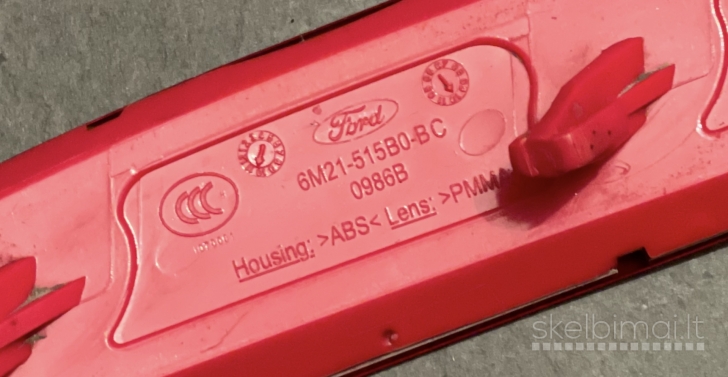 Ford
6M21-515B0-BC
0986B
CCC
Housing: >ABS< Lens: >PMMA
skelbimai.lt